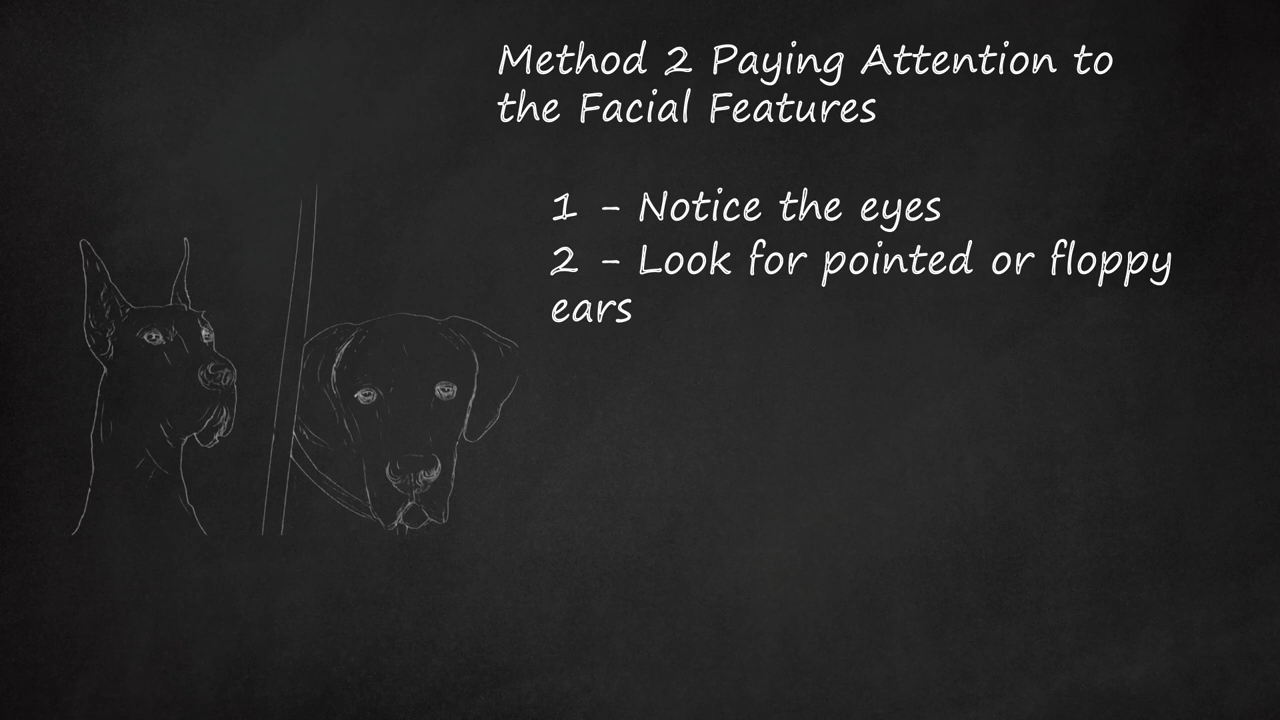 Method 2 Paying Attention to
the Facial Features
1 - Notice the eyes
2 - Look for pointed or floppy
ears